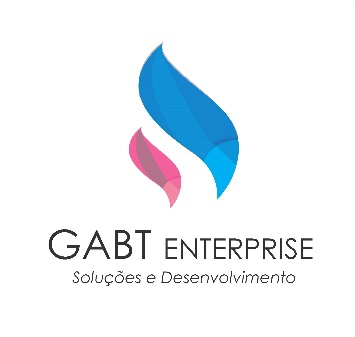 GABT ENTERPRISE
Soluções e Desenvolvimento